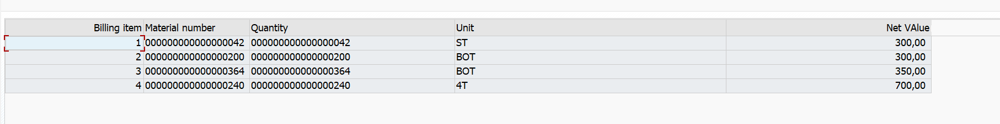 Billing item Material number Quantity Unit Net VAlue
1 000000000000000042 000000000000000042 ST 300,00
2 000000000000000200 000000000000000200 BOT 300,00
3 000000000000000364 000000000000000364 BOT 350,00
4 000000000000000240 000000000000000240 4T 700,00